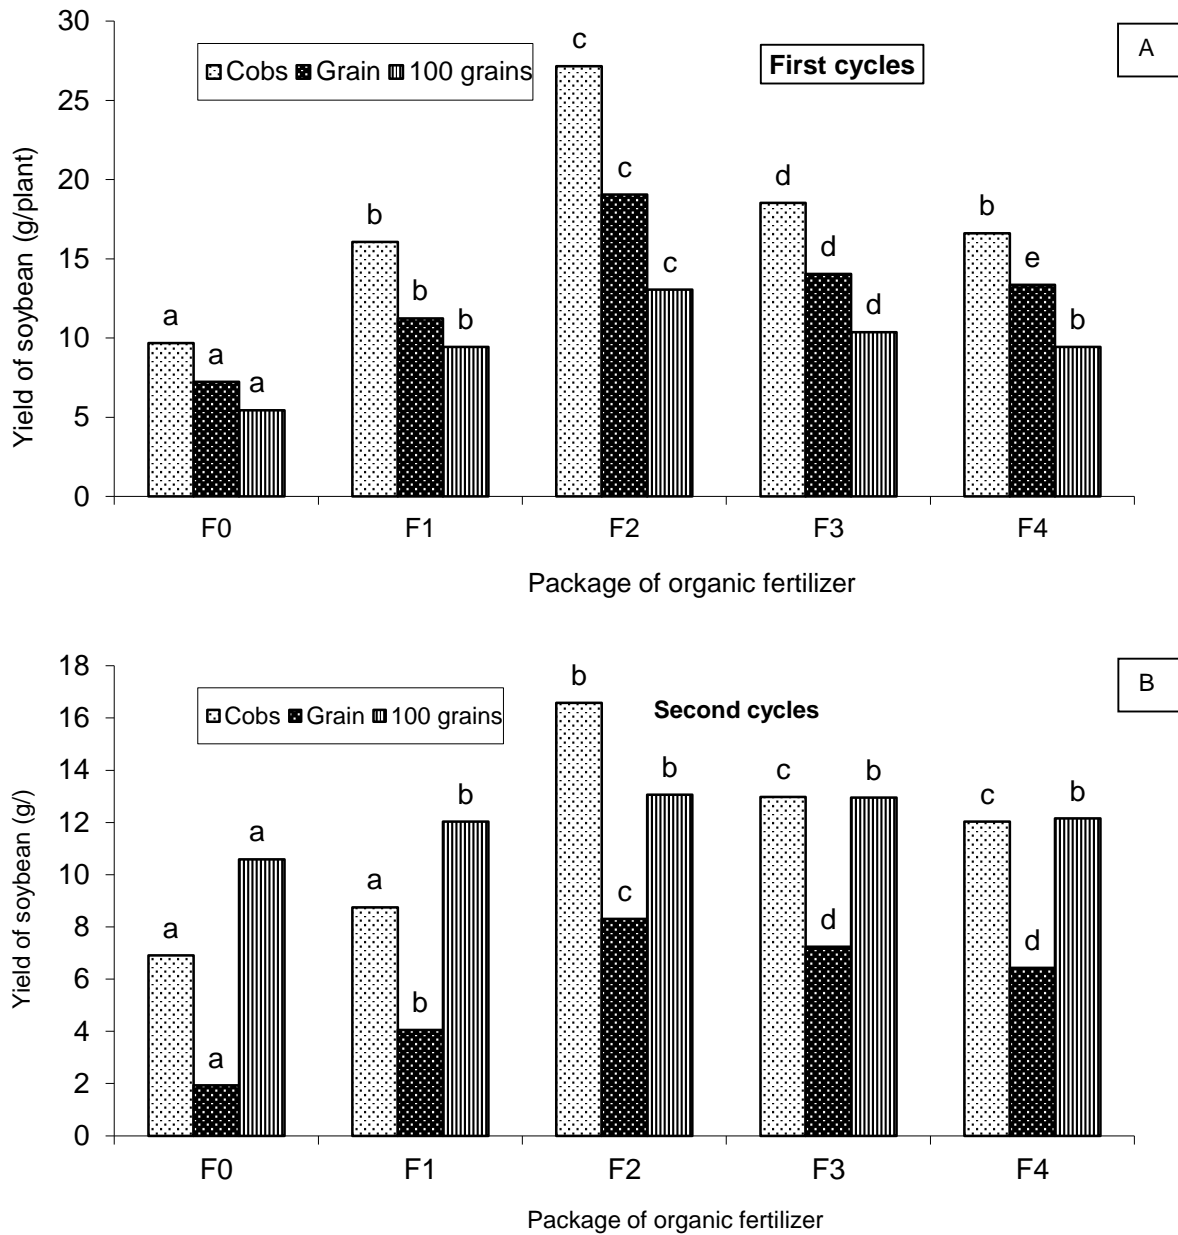 30
25
20
15
10
5
0
Yield of soybean (g/plant)
Cobs Grain 100 grains
First cycles
A
a a a
b b b
c c c
d d d
b e b
F0 F1 F2 F3 F4
Package of organic fertilizer
18
16
14
12
10
8
6
4
2
0
Yield of soybean (g/)
Cobs Grain 100 grains
Second cycles
B
a a a
a b b
b c b
c d b
c d b
F0 F1 F2 F3 F4
Package of organic fertilizer